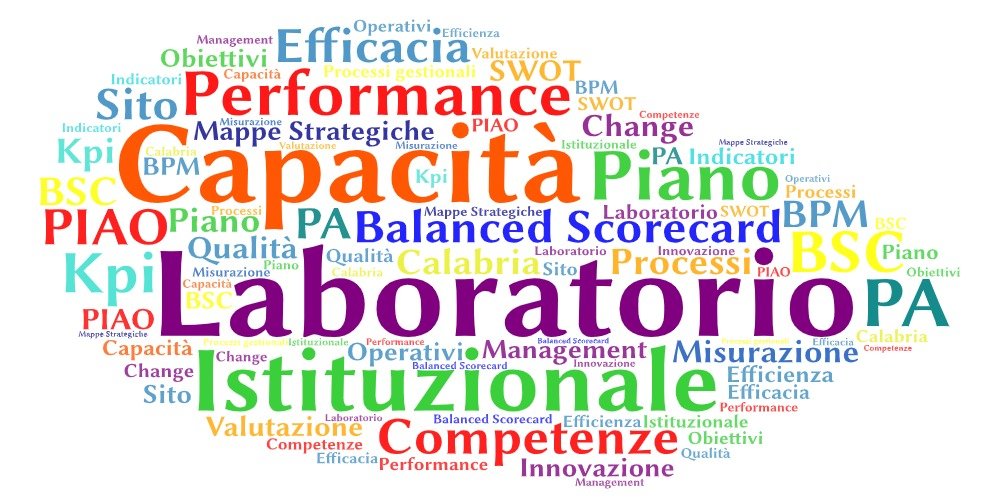 Operativi
Efficienza
Management
Efficacia
Valutazione
Obiettivi
Processi gestionali
SWOT
Capacità
Indicatori
Performance
BPM
Sito
SWOT
Competenze
Misurazione
PIAO
Change
Indicatori
Mappe Strategiche
Capacità
Valutazione
Misurazione
Istituzionale
Mappe Strategiche
Kpi
Calabria
BPM
Kpi
Piano
PA
Indicatori
Operativi
BSC
Processi
PIAO
Piano
Processi
PA
Mappe Strategiche
Balanced Scorecard
Laboratorio
SWOT
BPM
BSC
Qualità
Qualità
Laboratorio
Innovazione
BSC
Piano
Kpi
Misurazione
Piano
Calabria
Calabria
Sito
Processi
PIAO
Obiettivi
Capacità
BSC
Laboratorio
PA
PIAO
Mappe Strategiche
Capacità
Processi gestionali
Istituzionale
Performance
Balanced Scorecard
Processi gestionali
Efficacia
Calabria
Competenze
Change
Operativi
Management
Misurazione
Change
Istituzionale
Balanced Scorecard
Innovazione
Efficienza
Sito
Efficacia
Performance
Valutazione
Laboratorio
Balanced Scorecard
Efficienza
Istituzionale
Competenze
Competenze
Obiettivi
Efficacia
Performance
Qualità
Innovazione
Management